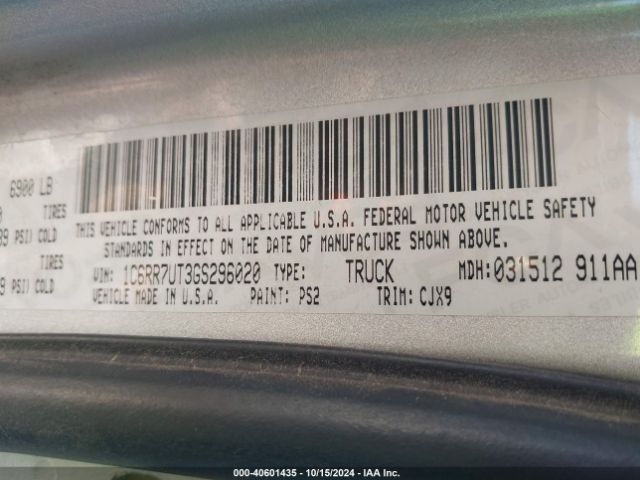 6900 LB
TIRES
39 PSI/ COLD
TIRES
9 PSI/ COLD
THIS VEHICLE CONFORMS TO ALL APPLICABLE U.S.A. FEDERAL MOTOR VEHICLE SAFETY
STANDARDS IN EFFECT ON THE DATE OF MANUFACTURE SHOWN ABOVE.
VIN: 1C6RR7UT3GS296020 TYPE: TRUCK MDH:031512 911AA
VEHICLE MADE IN U.S.A. PAINT: PS2 TRIM: CJX9
000-40601435 - 10/15/2024 - IAA Inc.